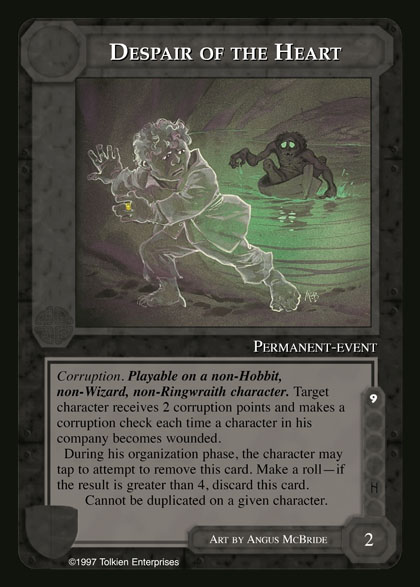 Despair of the Heart
Permanent-event
Corruption. Playable on a non-Hobbit,
non-Wizard, non-Ringwraith character. Target
character receives 2 corruption points and makes a
corruption check each time a character in his
company becomes wounded.
During his organization phase, the character may
tap to attempt to remove this card. Make a roll—if
the result is greater than 4, discard this card.
Cannot be duplicated on a given character.
9
H
Art by Angus McBride
2
©1997 Tolkien Enterprises